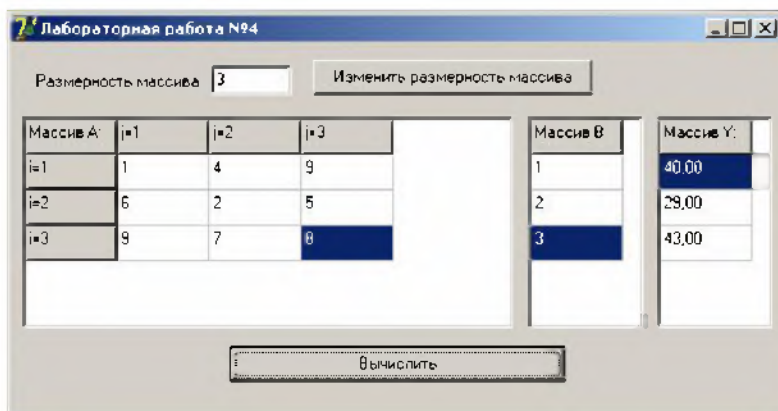 Лабораторная работа №4
Размерность массива 3 Изменить размерность массива
Массив A: j=1 j=2 j=3 Массив B Массив Y:
i=1 1 4 9 1 40,00
i=2 6 2 5 2 29,00
i=3 9 7 8 3 43,00
Вычислить